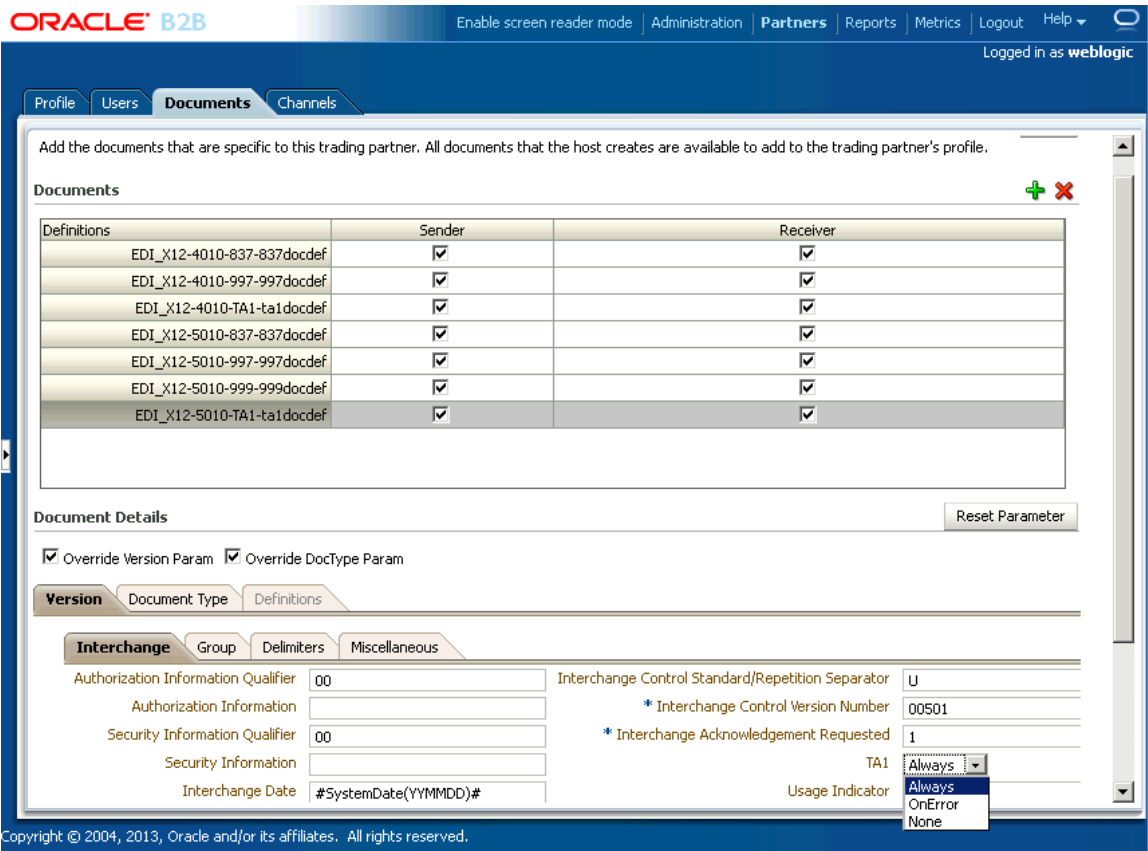 ORACLE B2B Enable screen reader mode Administration Partners Reports Metrics Logout Help
Logged in as weblogic
Profile Users Documents Channels
Add the documents that are specific to this trading partner. All documents that the host creates are available to add to the trading partner's profile.
Documents
Definitions Sender Receiver
EDI_X12-4010-837-837docdef
EDI_X12-4010-997-997docdef
EDI_X12-4010-TA1-ta1docdef
EDI_X12-5010-837-837docdef
EDI_X12-5010-997-997docdef
EDI_X12-5010-999-999docdef
EDI_X12-5010-TA1-ta1docdef
Document Details Reset Parameter
Override Version Param Override DocType Param
Version Document Type Definitions
Interchange Group Delimiters Miscellaneous
Authorization Information Qualifier 00 Interchange Control Standard/Repetition Separator U
Authorization Information * Interchange Control Version Number 00501
Security Information Qualifier 00 * Interchange Acknowledgement Requested 1
Security Information TA1 Always
Interchange Date #SystemDate(YYMMDD)# Usage Indicator
Always
OnError
None
Copyright © 2004, 2013, Oracle and/or its affiliates. All rights reserved.